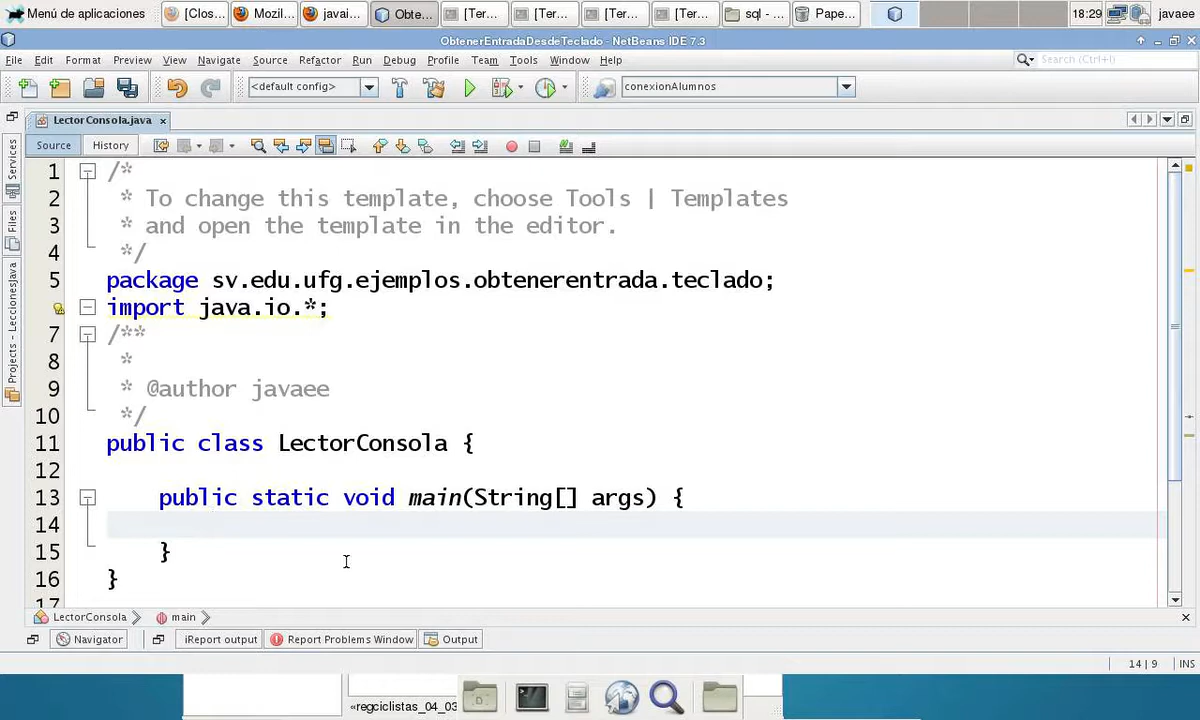 Menú de aplicaciones [Clos... Mozil... javai... Obte... [Ter... [Ter... [Ter... [Ter... sql - ... Pape... 18:29 javaee
ObtenerEntradaDesdeTeclado - NetBeans IDE 7.3
File Edit Format Preview View Navigate Source Refactor Run Debug Profile Team Tools Window Help Search (Ctrl+I)
<default config> conexionAlumnos
LectorConsola.java
Source History
Services
Files
Projects - LeccionesJava
1 /*
2 * To change this template, choose Tools | Templates
3 * and open the template in the editor.
4 */
5 package sv.edu.ufg.ejemplos.obtenerentrada.teclado;
import java.io.*;
7 /**
8 *
9 * @author javaee
10 */
11 public class LectorConsola {
12
13 public static void main(String[] args) {
14
15 }
16 }
17
LectorConsola main
Navigator iReport output Report Problems Window Output
14 | 9 INS
«regciclistas_04_03